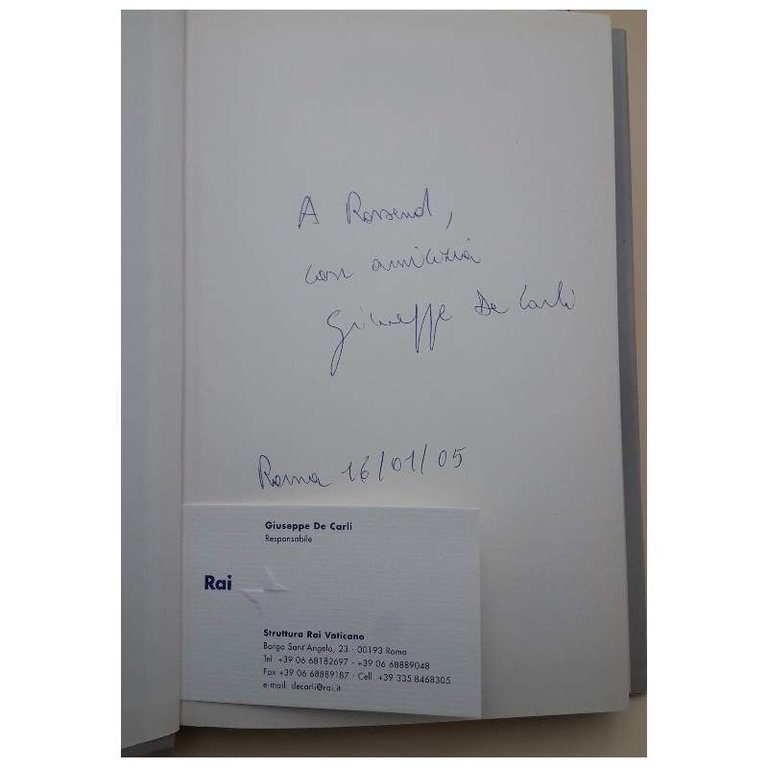 A Rossend,
con amicizia
Giuseppe De Carli
Roma 16/01/05
Giuseppe De Carli
Responsabile
Rai
Struttura Rai Vaticano
Borgo Sant'Angelo, 23 - 00193 Roma
Tel. +39 06 68182697 - +39 06 68889048
Fax +39 06 68889187 - Cell. +39 335 8468305
e-mail: decarli@rai.it